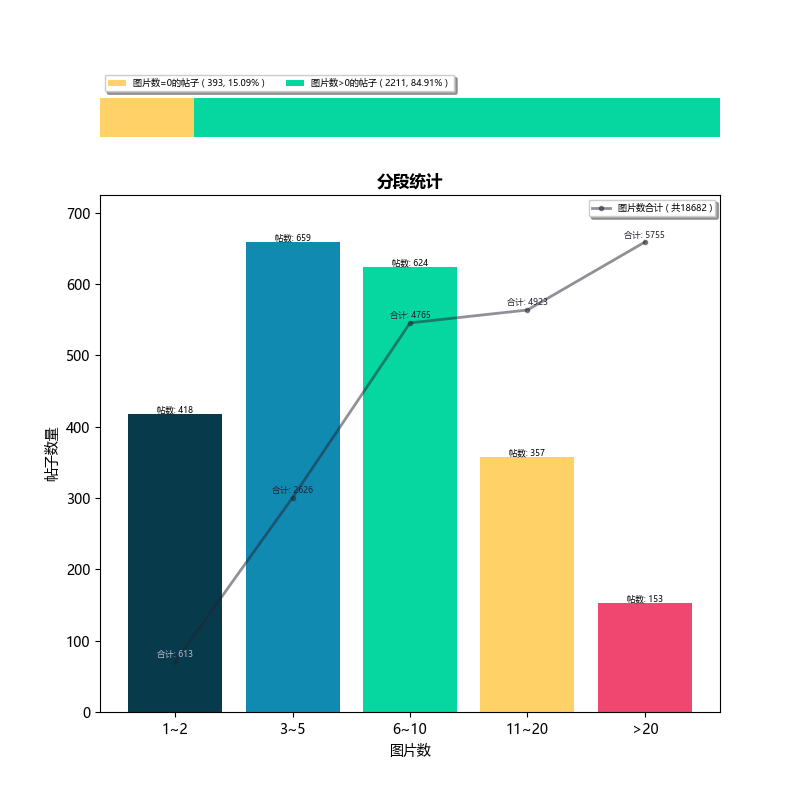 图片数=0的帖子 ( 393, 15.09% ) 图片数>0的帖子 ( 2211, 84.91% )
分段统计
图片数合计 ( 共18682 )
700
600
500
400
300
200
100
0
帖子数量
帖数: 418
帖数: 659
帖数: 624
帖数: 357
帖数: 153
合计: 613
合计: 2626
合计: 4765
合计: 4923
合计: 5755
1~2 3~5 6~10 11~20 >20
图片数